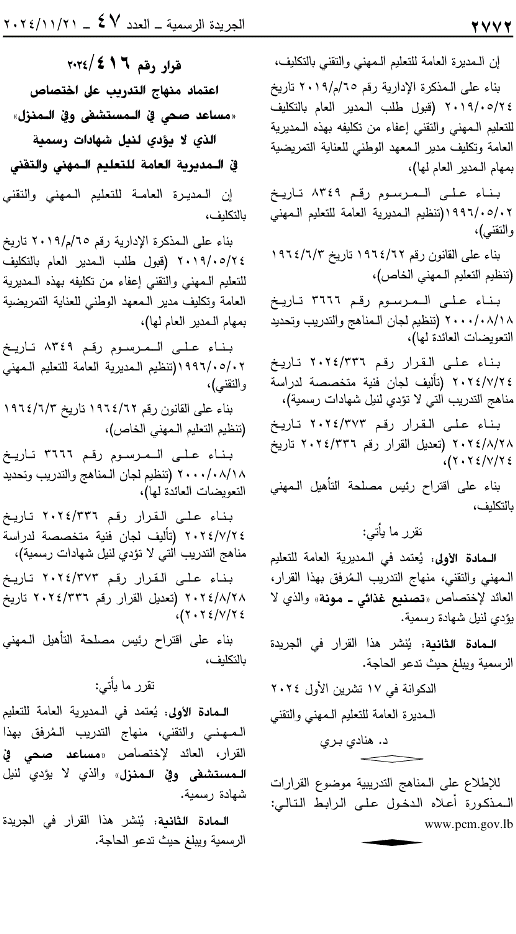 ٢٧٧٢
الجريدة الرسمية – العدد ٤٧ – ٢٠٢٤/١١/٢١
إن المديرة العامة للتعليم المهني والتقني بالتكليف،
بناء على المذكرة الإدارية رقم ٦٥/م/٢٠١٩ تاريخ
٢٠١٩/٠٥/٢٤ (قبول طلب المدير العام بالتكليف
للتعليم المهني والتقني إعفاء من تكليفه بهذه المديرية
العامة وتكليف مدير المعهد الوطني للعناية التمريضية
بمهام المدير العام لها)،
بناء على المرسوم رقم ٨٣٤٩ تاريخ
١٩٩٦/٠٥/٠٢(تنظيم المديرية العامة للتعليم المهني
والتقني)،
بناء على القانون رقم ١٩٦٤/٦٢ تاريخ ١٩٦٤/٦/٣
(تنظيم التعليم المهني الخاص)،
بناء على المرسوم رقم ٣٦٦٦ تاريخ
٢٠٠٠/٠٨/١٨ (تنظيم لجان المناهج والتدريب وتحديد
التعويضات العائدة لها)،
بناء على القرار رقم ٢٠٢٤/٣٣٦ تاريخ
٢٠٢٤/٧/٢٤ (تأليف لجان فنية متخصصة لدراسة
مناهج التدريب التي لا تؤدي لنيل شهادات رسمية)،
بناء على القرار رقم ٢٠٢٤/٣٧٣ تاريخ
٢٠٢٤/٨/٢٨ (تعديل القرار رقم ٢٠٢٤/٣٣٦ تاريخ
٢٠٢٤/٧/٢٤)،
بناء على اقتراح رئيس مصلحة التأهيل المهني
بالتكليف،
تقرر ما يأتي:
المادة الأولى: يُعتمد في المديرية العامة للتعليم
المهني والتقني، منهاج التدريب المُرفق بهذا القرار،
العائد لإختصاص «تصنيع غذائي – مونة» والذي لا
يؤدي لنيل شهادة رسمية.
المادة الثانية: يُنشر هذا القرار في الجريدة
الرسمية ويبلغ حيث تدعو الحاجة.
الدكوانة في ١٧ تشرين الأول ٢٠٢٤
المديرة العامة للتعليم المهني والتقني
د. هنادي بري
للإطلاع على المناهج التدريبية موضوع القرارات
المذكورة أعلاه الدخول على الرابط التالي:
www.pcm.gov.lb
قرار رقم ٢٠٢٤/٤١٦
اعتماد منهاج التدريب على اختصاص
«مساعد صحي في المستشفى وفي المنزل»
الذي لا يؤدي لنيل شهادات رسمية
في المديرية العامة للتعليم المهني والتقني
إن المديرة العامة للتعليم المهني والتقني
بالتكليف،
بناء على المذكرة الإدارية رقم ٦٥/م/٢٠١٩ تاريخ
٢٠١٩/٠٥/٢٤ (قبول طلب المدير العام بالتكليف
للتعليم المهني والتقني إعفاء من تكليفه بهذه المديرية
العامة وتكليف مدير المعهد الوطني للعناية التمريضية
بمهام المدير العام لها)،
بناء على المرسوم رقم ٨٣٤٩ تاريخ
١٩٩٦/٠٥/٠٢(تنظيم المديرية العامة للتعليم المهني
والتقني)،
بناء على القانون رقم ١٩٦٤/٦٢ تاريخ ١٩٦٤/٦/٣
(تنظيم التعليم المهني الخاص)،
بناء على المرسوم رقم ٣٦٦٦ تاريخ
٢٠٠٠/٠٨/١٨ (تنظيم لجان المناهج والتدريب وتحديد
التعويضات العائدة لها)،
بناء على القرار رقم ٢٠٢٤/٣٣٦ تاريخ
٢٠٢٤/٧/٢٤ (تأليف لجان فنية متخصصة لدراسة
مناهج التدريب التي لا تؤدي لنيل شهادات رسمية)،
بناء على القرار رقم ٢٠٢٤/٣٧٣ تاريخ
٢٠٢٤/٨/٢٨ (تعديل القرار رقم ٢٠٢٤/٣٣٦ تاريخ
٢٠٢٤/٧/٢٤)،
بناء على اقتراح رئيس مصلحة التأهيل المهني
بالتكليف،
تقرر ما يأتي:
المادة الأولى: يُعتمد في المديرية العامة للتعليم
المهني والتقني، منهاج التدريب المُرفق بهذا
القرار، العائد لإختصاص «مساعد صحي في
المستشفى وفي المنزل» والذي لا يؤدي لنيل
شهادة رسمية.
المادة الثانية: يُنشر هذا القرار في الجريدة
الرسمية ويبلغ حيث تدعو الحاجة.